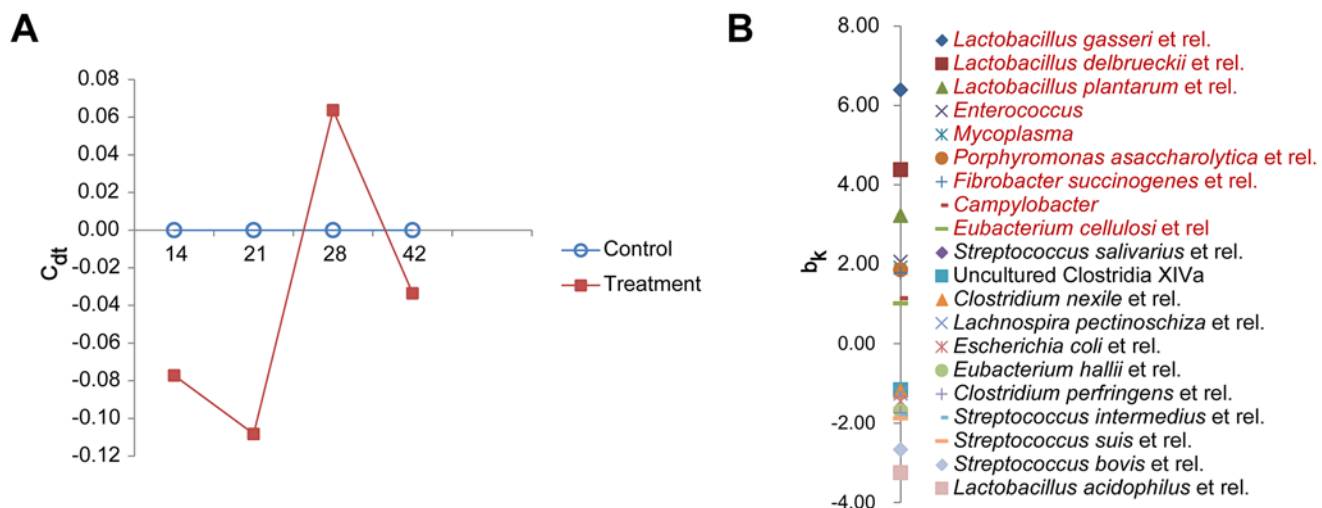 A
0.08
0.06
0.04
0.02
0.00
-0.02
-0.04
-0.06
-0.08
-0.10
-0.12
Cdt
14 21 28 42
Control
Treatment
B
8.00
6.00
4.00
2.00
0.00
-2.00
-4.00
bk
Lactobacillus gasseri et rel.
Lactobacillus delbrueckii et rel.
Lactobacillus plantarum et rel.
Enterococcus
Mycoplasma
Porphyromonas asaccharolytica et rel.
Fibrobacter succinogenes et rel.
Campylobacter
Eubacterium cellulosi et rel
Streptococcus salivarius et rel.
Uncultured Clostridia XIVa
Clostridium nexile et rel.
Lachnospira pectinoschiza et rel.
Escherichia coli et rel.
Eubacterium hallii et rel.
Clostridium perfringens et rel.
Streptococcus intermedius et rel.
Streptococcus suis et rel.
Streptococcus bovis et rel.
Lactobacillus acidophilus et rel.